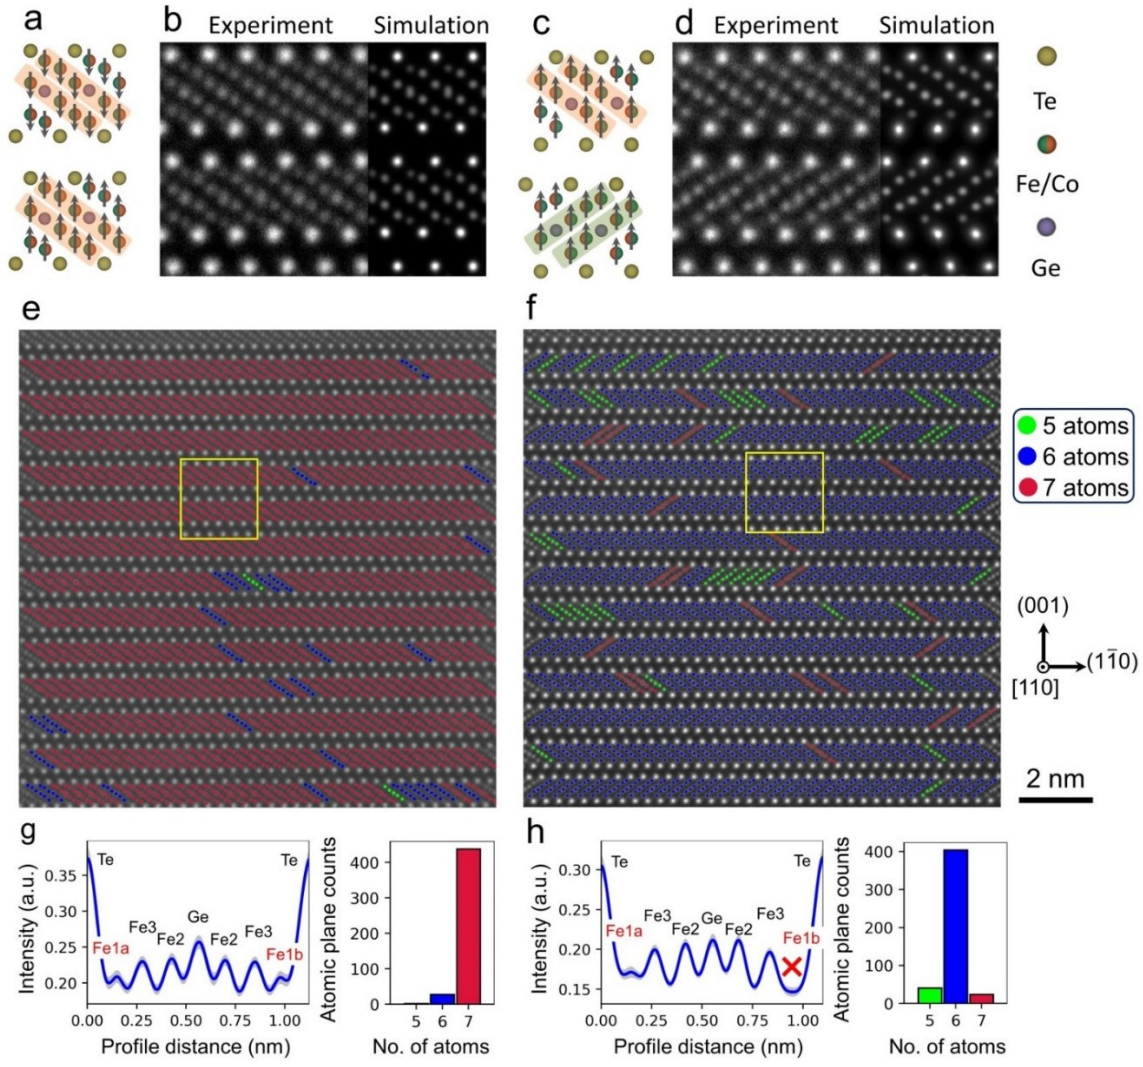 a
b
Experiment
Simulation
c
d
Experiment
Simulation
Te
Fe/Co
Ge
e
f
5 atoms
6 atoms
7 atoms
(001)
(11̅0)
[110]
2 nm
g
Te
Te
Ge
Fe3
Fe2
Fe2
Fe3
Fe1a
Fe1b
Intensity (a.u.)
0.35
0.30
0.25
0.20
0.00 0.25 0.50 0.75 1.00
Profile distance (nm)
Atomic plane counts
400
300
200
100
0
5 6 7
No. of atoms
h
Te
Te
Fe3
Fe2
Ge
Fe2
Fe3
Fe1a
Fe1b
Intensity (a.u.)
0.30
0.25
0.20
0.15
0.00 0.25 0.50 0.75 1.00
Profile distance (nm)
Atomic plane counts
400
300
200
100
0
5 6 7
No. of atoms